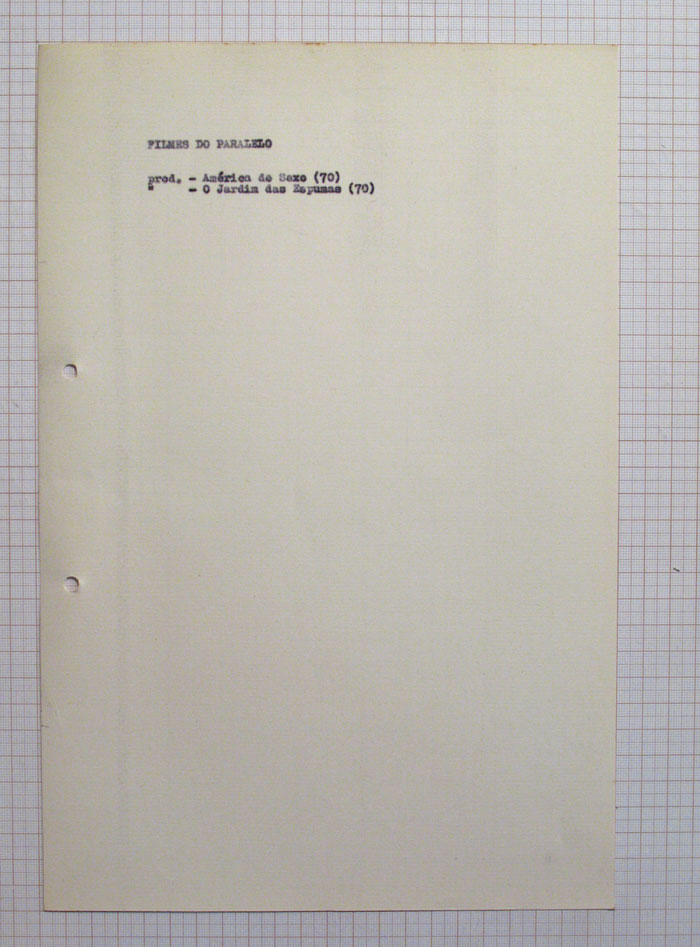 FILMES DO PARALELO
prod. - América do Sexo (70)
" - O Jardim das Espumas (70)